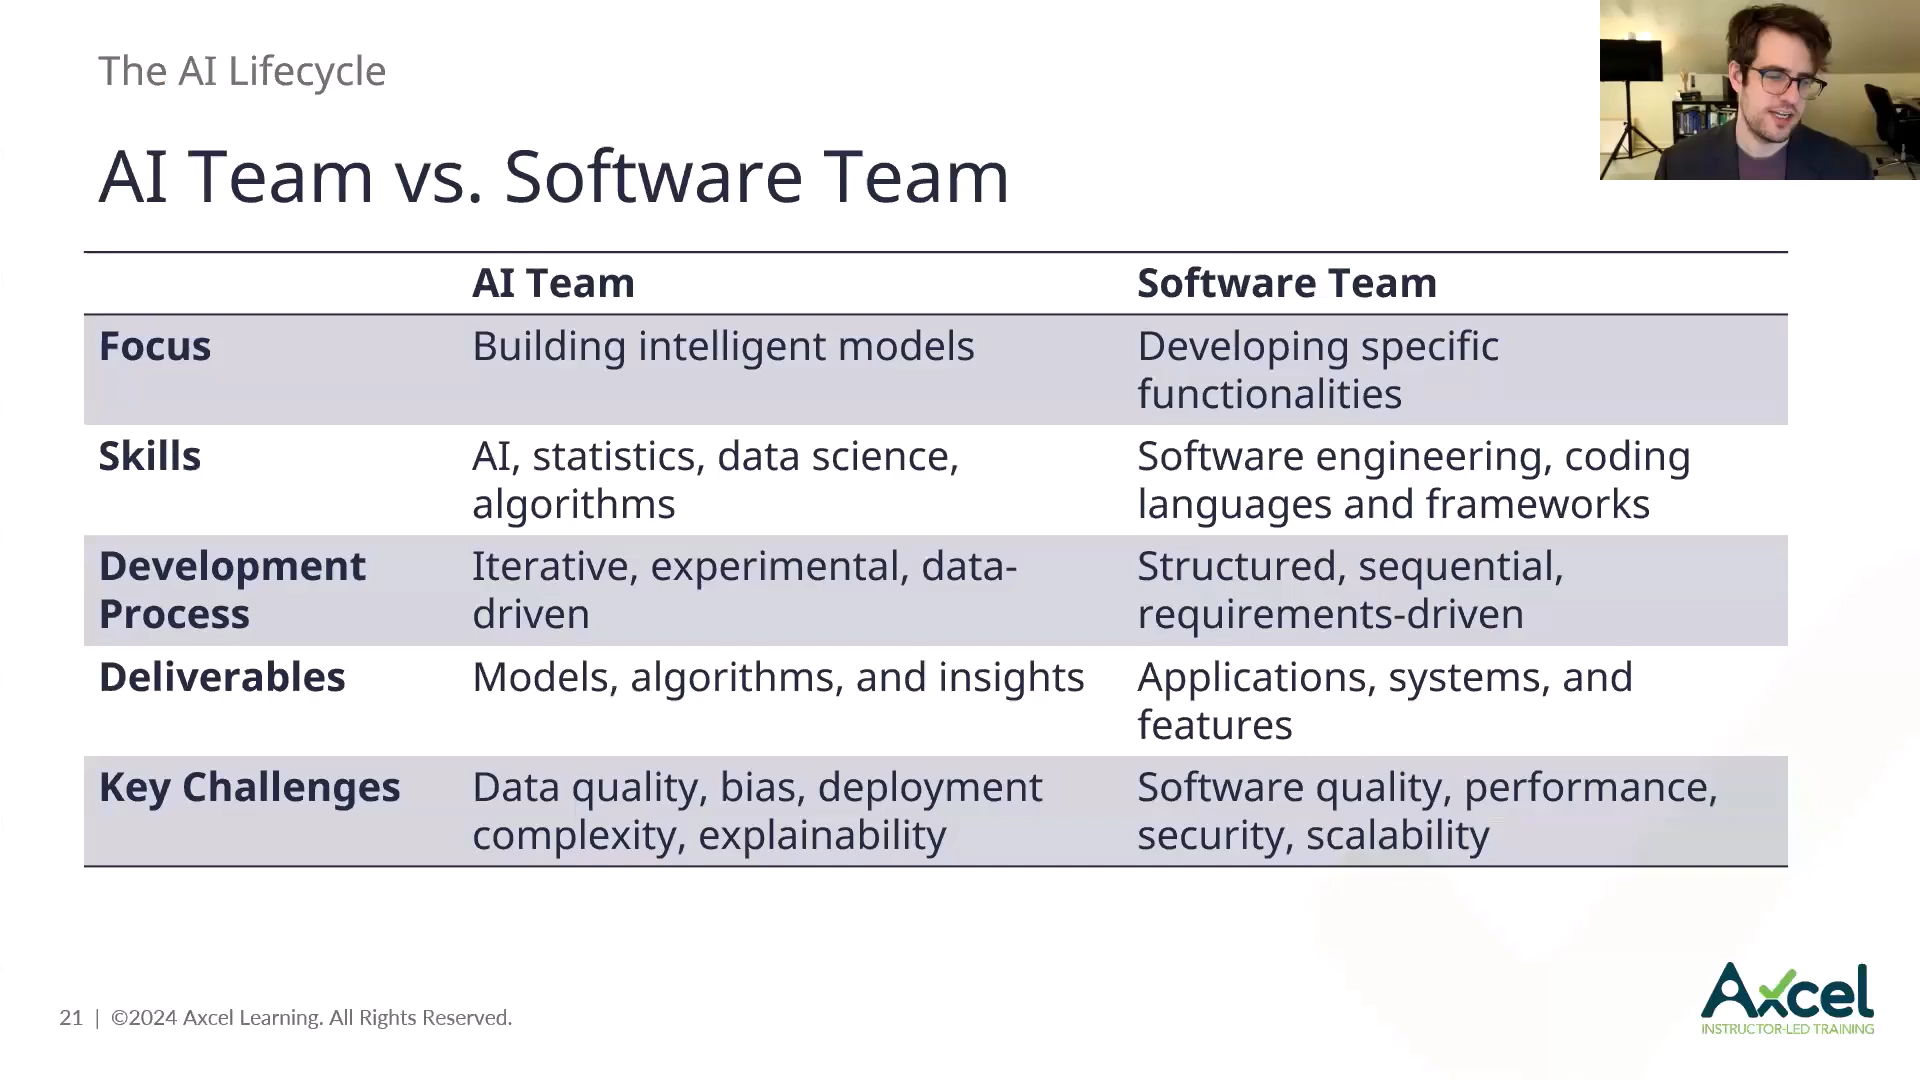 The AI Lifecycle
AI Team vs. Software Team
AI Team
Software Team
Focus
Building intelligent models
Developing specific
functionalities
Skills
AI, statistics, data science,
algorithms
Software engineering, coding
languages and frameworks
Development
Process
Iterative, experimental, data-
driven
Structured, sequential,
requirements-driven
Deliverables
Models, algorithms, and insights
Applications, systems, and
features
Key Challenges
Data quality, bias, deployment
complexity, explainability
Software quality, performance,
security, scalability
21 | ©2024 Axcel Learning. All Rights Reserved.
Axcel
INSTRUCTOR-LED TRAINING